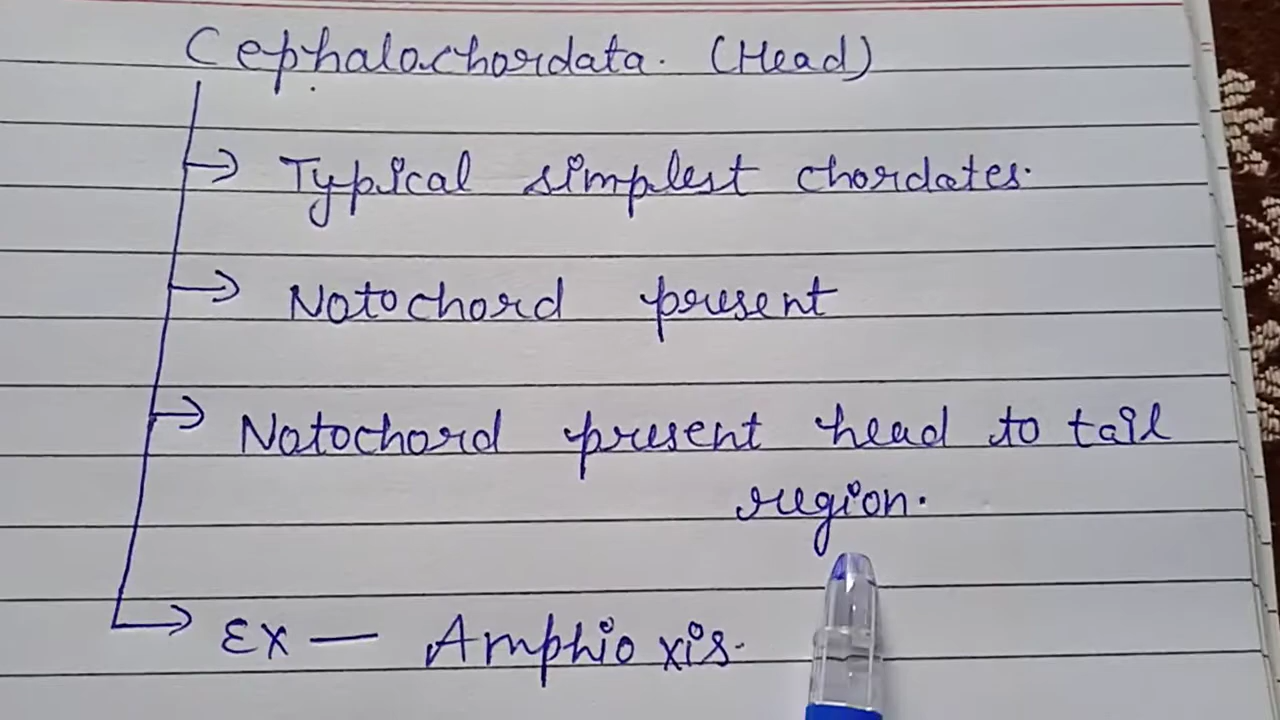 Cephalochordata. (Head)
→ Typical simplest chordates.
→ Notochord present
→ Notochord present head to tail
region.
→ Ex — Amphioxis.